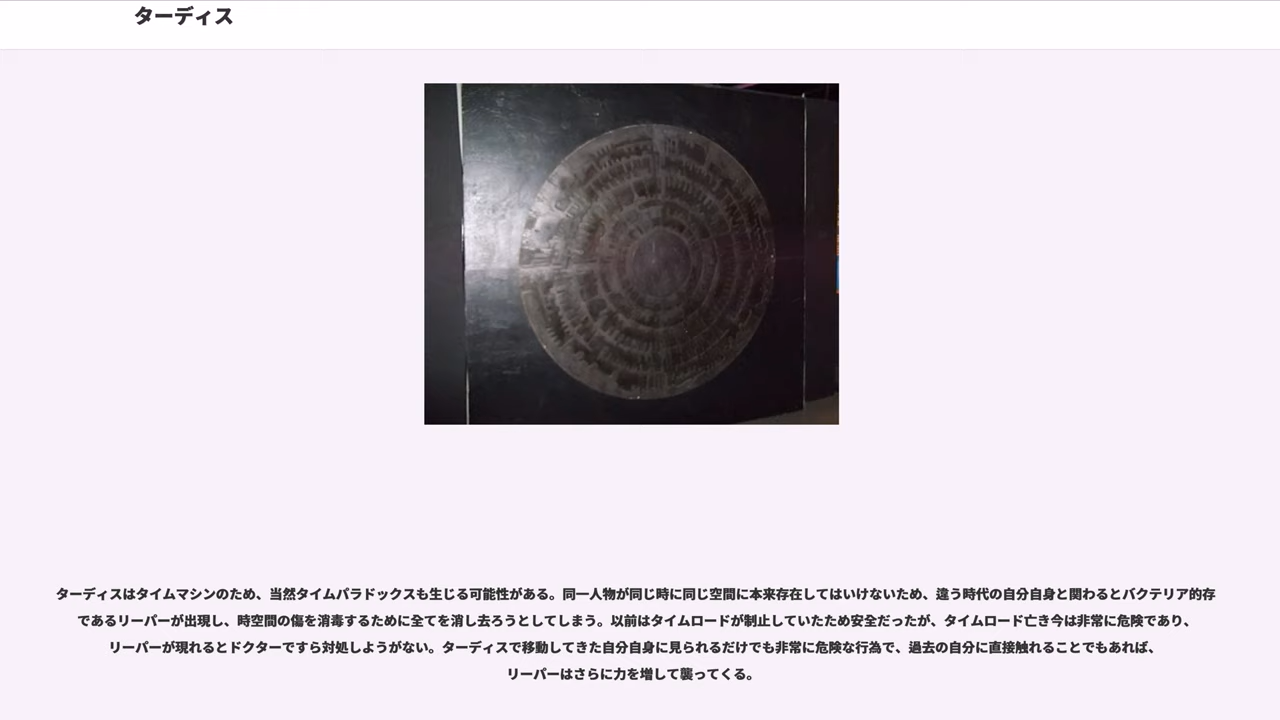 ターディス
ターディスはタイムマシンのため、当然タイムパラドックスも生じる可能性がある。同一人物が同じ時に同じ空間に本来存在してはいけないため、違う時代の自分自身と関わるとバクテリア的存
であるリーパーが出現し、時空間の傷を消毒するために全てを消し去ろうとしてしまう。以前はタイムロードが制止していたため安全だったが、タイムロード亡き今は非常に危険であり、
リーパーが現れるとドクターですら対処しようがない。ターディスで移動してきた自分自身に見られるだけでも非常に危険な行為で、過去の自分に直接触れることでもあれば、
リーパーはさらに力を増して襲ってくる。